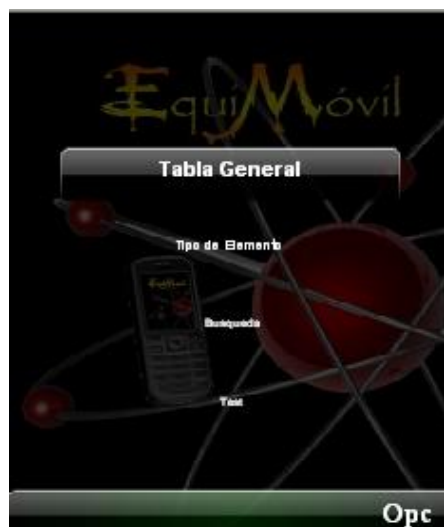 EquiMóvil
Tabla General
Tipo de Elemento
Busqueda
Test
Opc